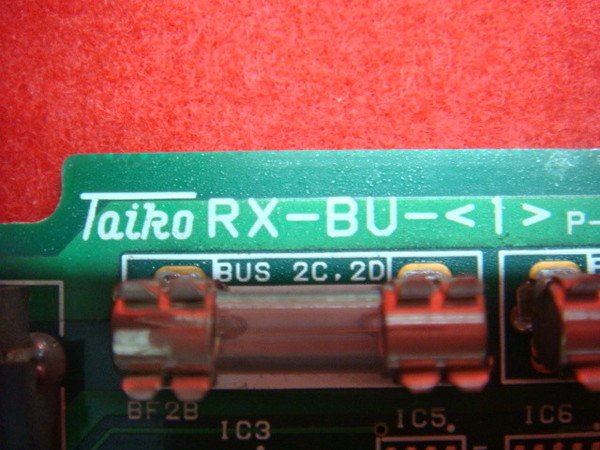 Taiko RX-BU-<1> P-
BUS 2C.2D
BF2B
IC3 IC5. IC6